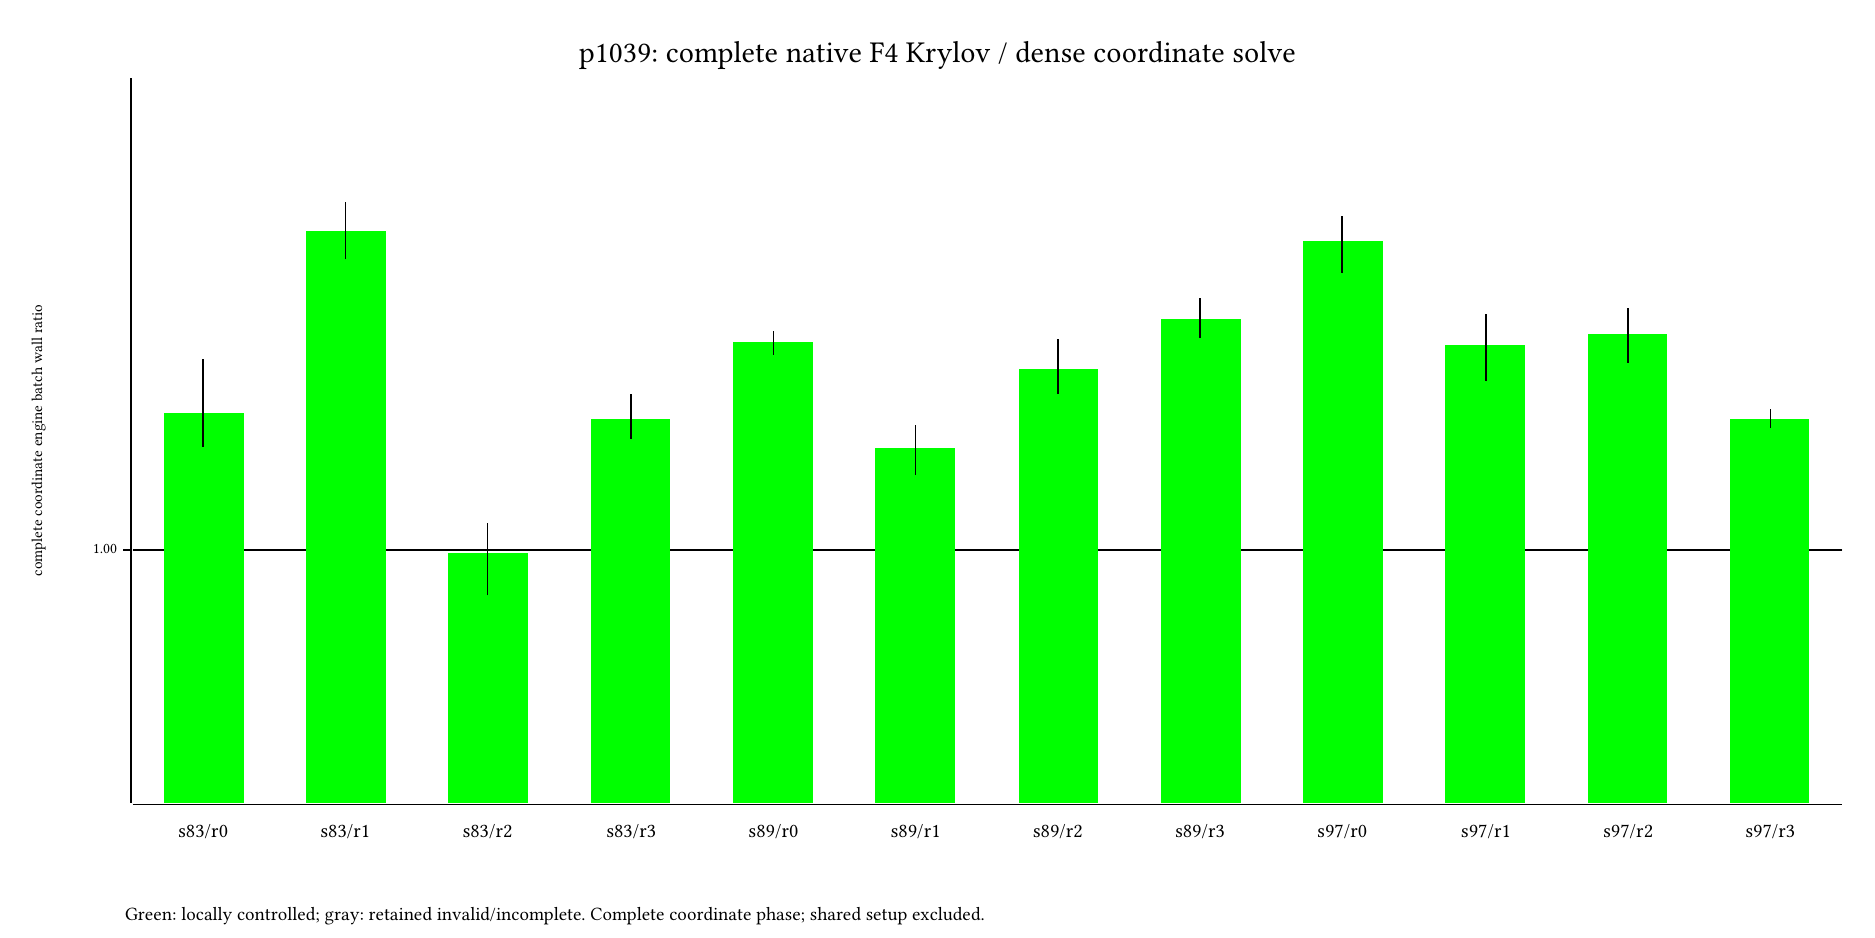 p1039: complete native F4 Krylov / dense coordinate solve
complete coordinate engine batch wall ratio
1.00
s83/r0 s83/r1 s83/r2 s83/r3 s89/r0 s89/r1 s89/r2 s89/r3 s97/r0 s97/r1 s97/r2 s97/r3
Green: locally controlled; gray: retained invalid/incomplete. Complete coordinate phase; shared setup excluded.